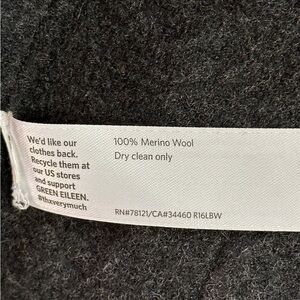 We'd like our
clothes back.
Recycle them at
our US stores
and support
GREEN EILEEN.
#thxverymuch
100% Merino Wool
Dry clean only
RN#78121/CA#34460 R16LBW